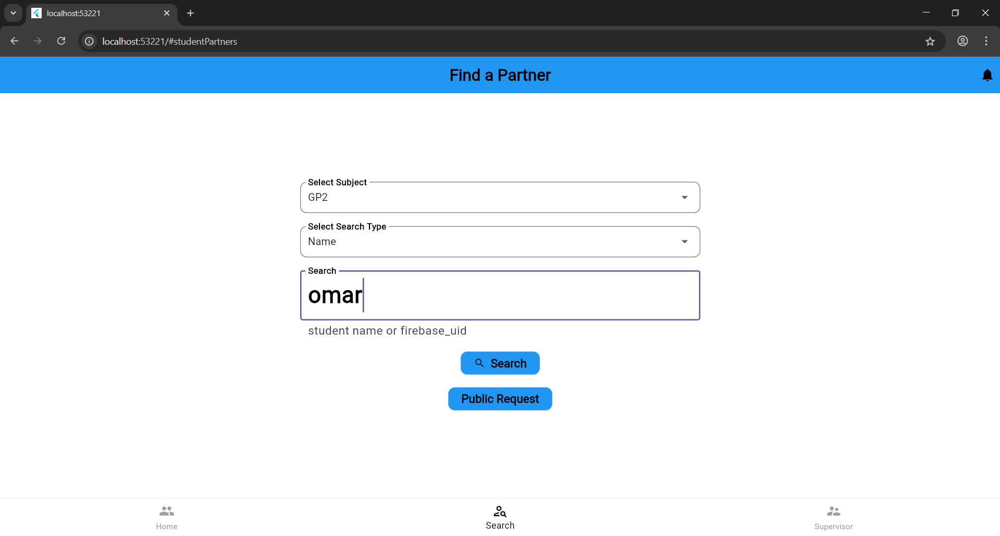 localhost:53221
localhost:53221/#studentPartners
Find a Partner
Select Subject
GP2
Select Search Type
Name
Search
omar
student name or firebase_uid
Search
Public Request
Home
Search
Supervisor